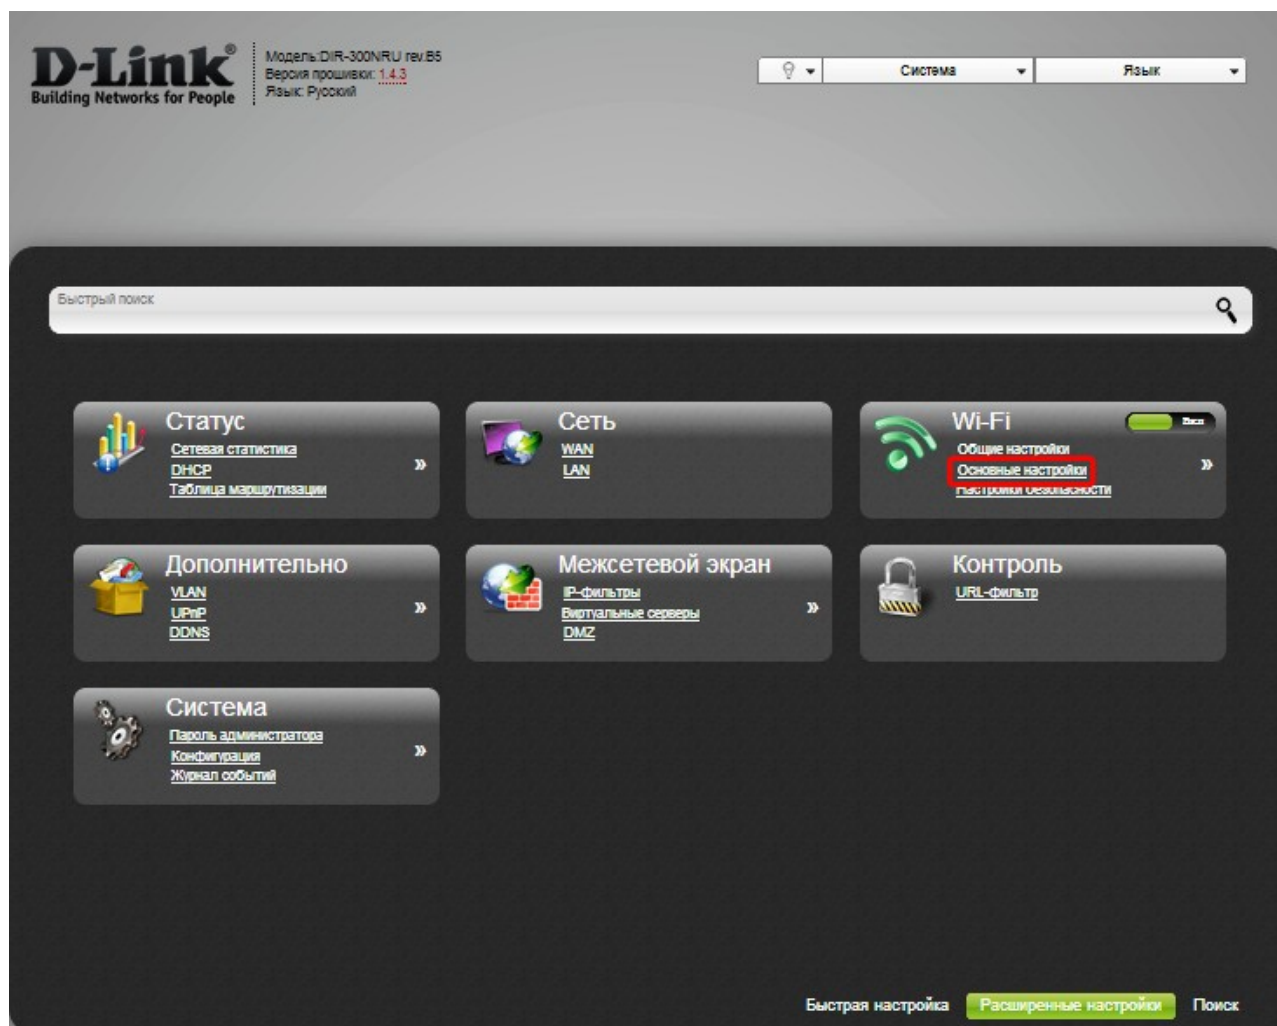 D-Link®
Building Networks for People
Модель:DIR-300NRU rev.B5
Версия прошивки: 1.4.3
Язык: Русский
Система
Язык
Быстрый поиск
Статус
Сетевая статистика
DHCP
Таблица маршрутизации
Сеть
WAN
LAN
Wi-Fi
Общие настройки
Основные настройки
Настройки безопасности
Дополнительно
VLAN
UPnP
DDNS
Межсетевой экран
IP-фильтры
Виртуальные серверы
DMZ
Контроль
URL-фильтр
Система
Пароль администратора
Конфигурация
Журнал событий
Быстрая настройка
Расширенные настройки
Поиск